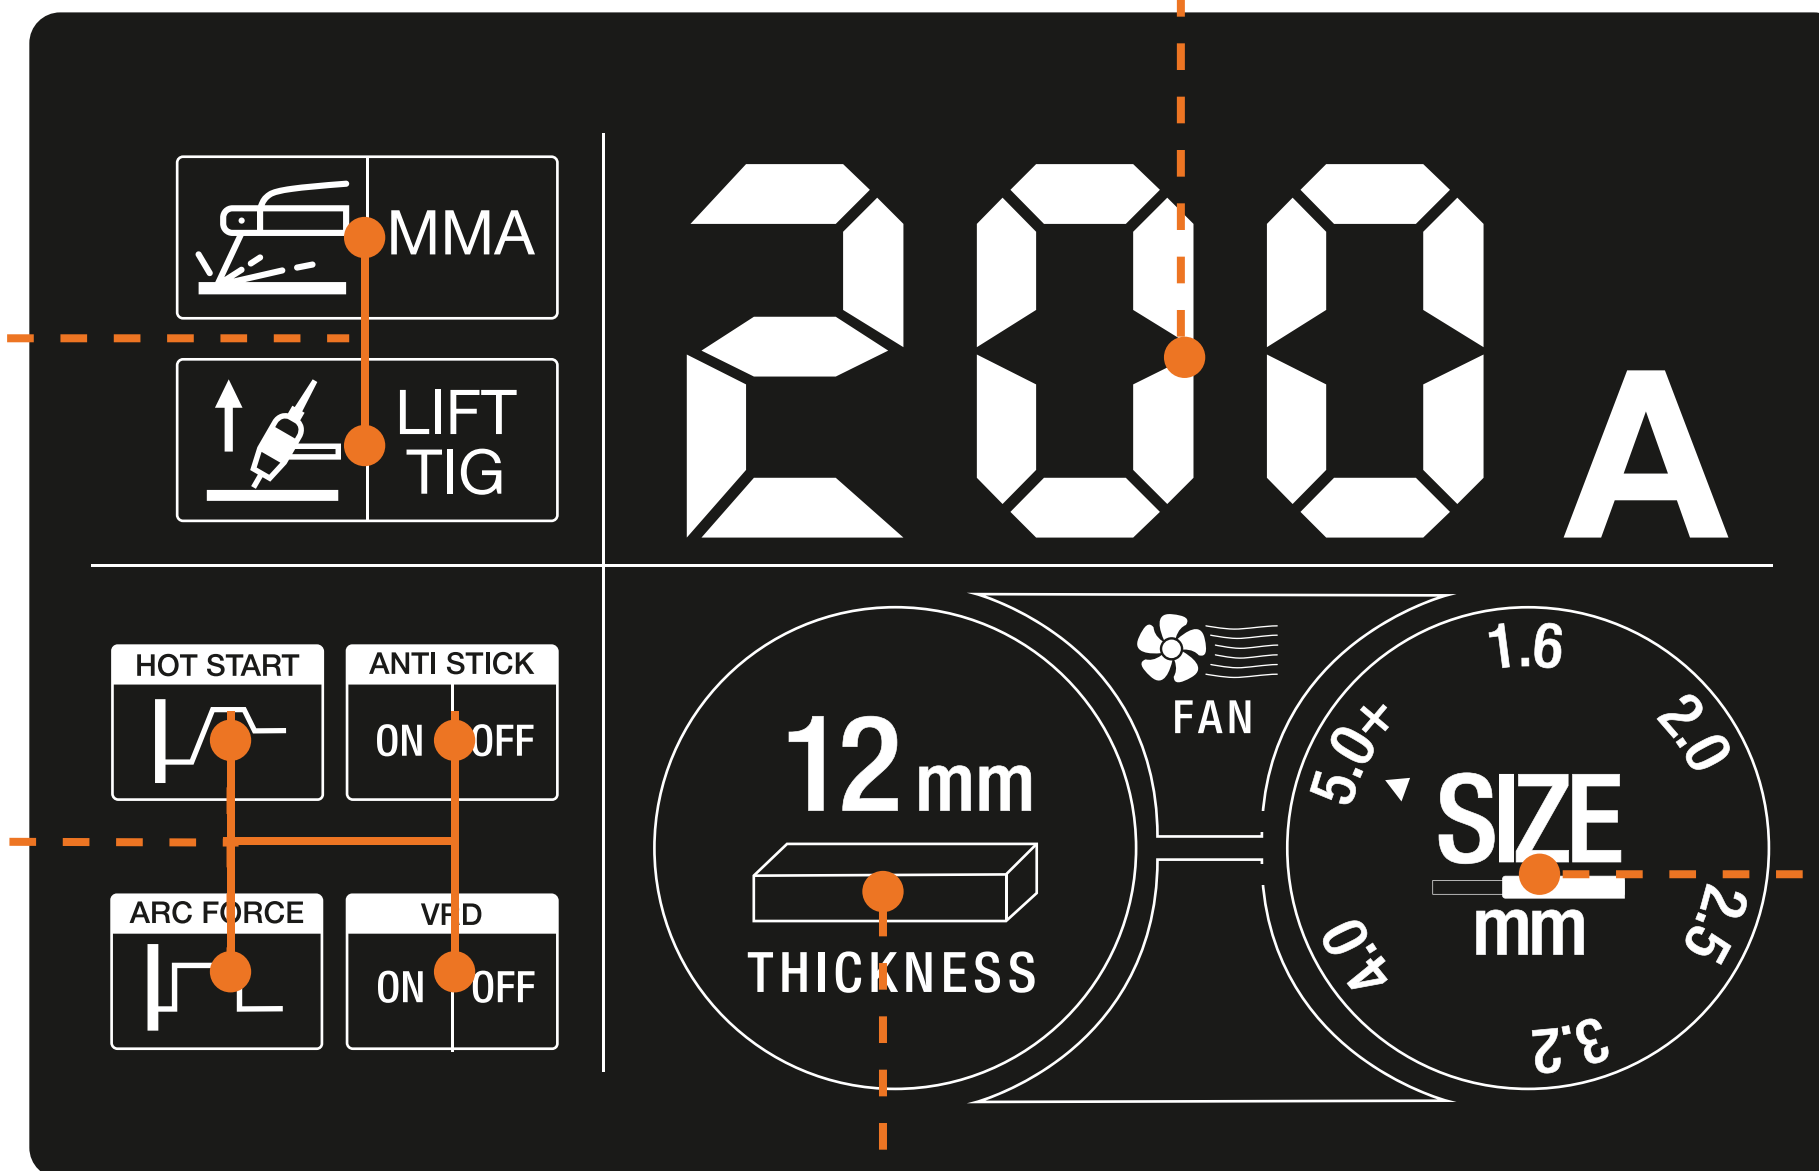 MMA
LIFT
TIG
200 A
HOT START
ANTI STICK
ON OFF
ARC FORCE
VRD
ON OFF
12 mm
THICKNESS
FAN
1.6
2.0
2.5
3.2
4.0
5.0+
SIZE
mm